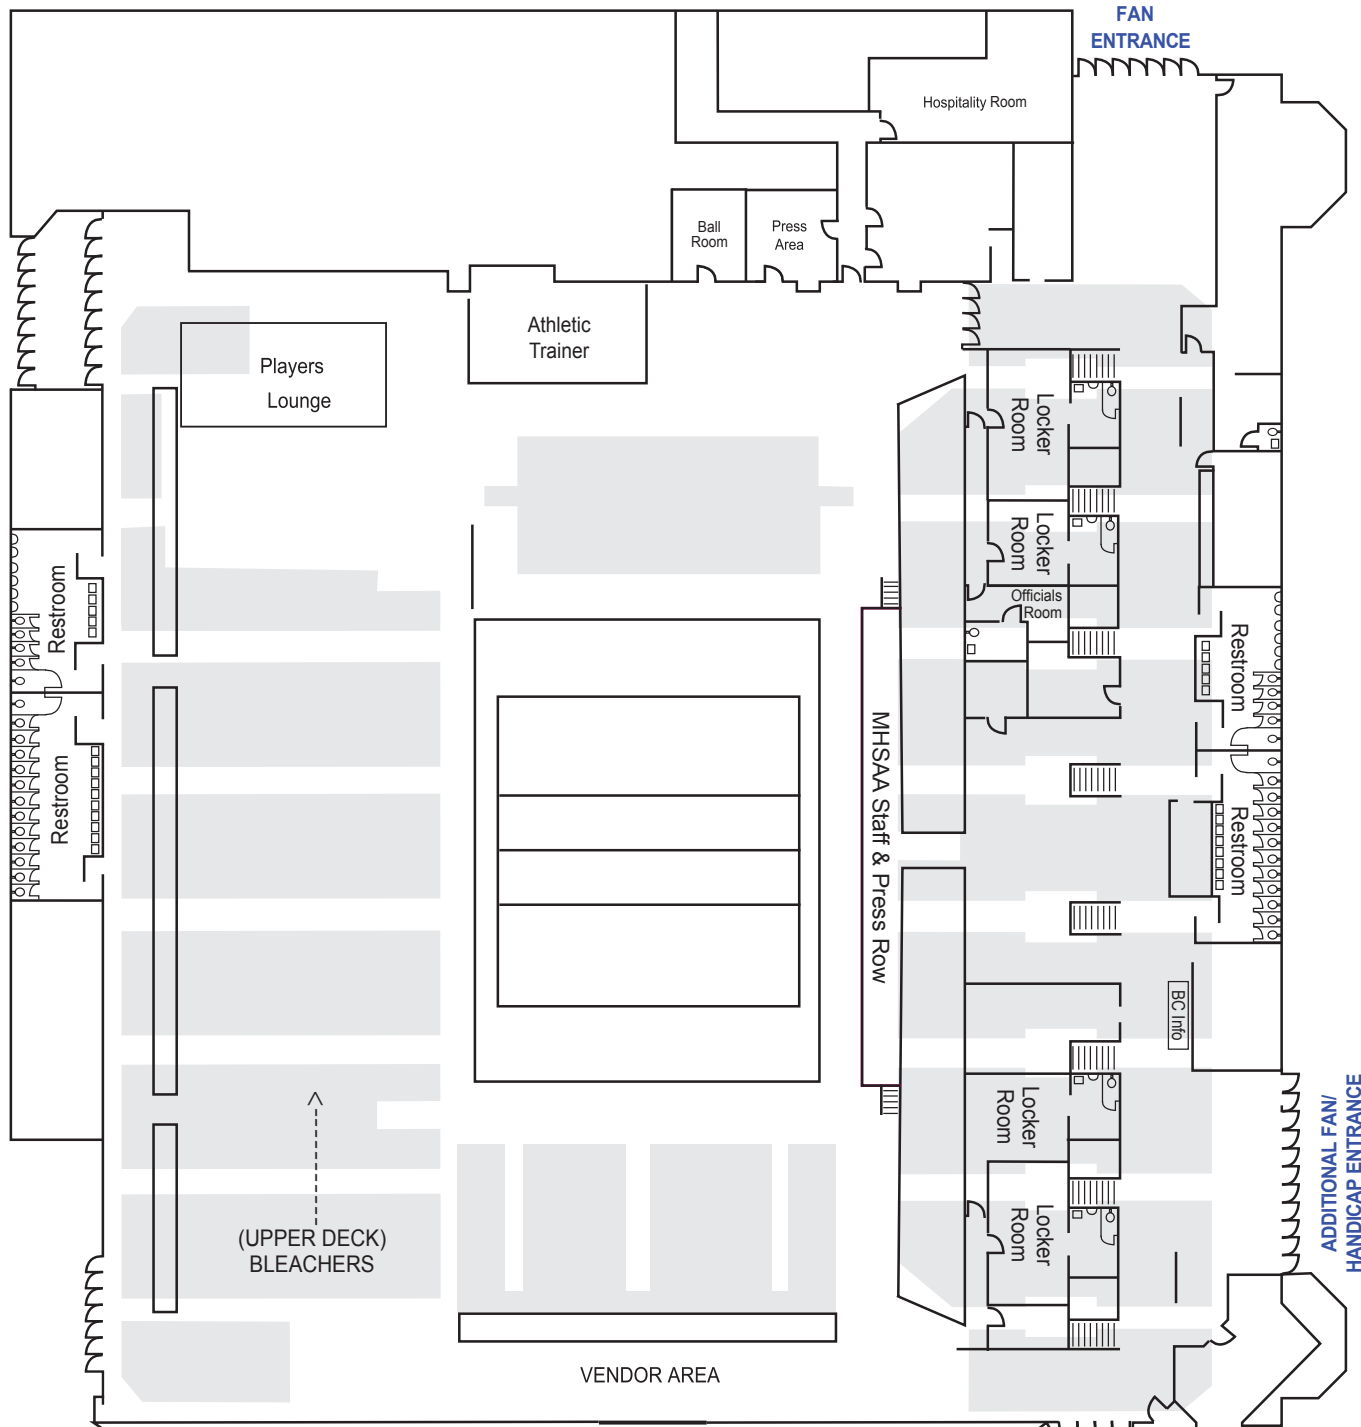 FAN
ENTRANCE
Hospitality Room
Ball
Room
Press
Area
Athletic
Trainer
Players
Lounge
Locker
Room
Locker
Room
Officials
Room
Restroom
Restroom
Restroom
Restroom
MHSAA Staff & Press Row
BC Info
Locker
Room
Locker
Room
ADDITIONAL FAN/
HANDICAP ENTRANCE
(UPPER DECK)
BLEACHERS
VENDOR AREA